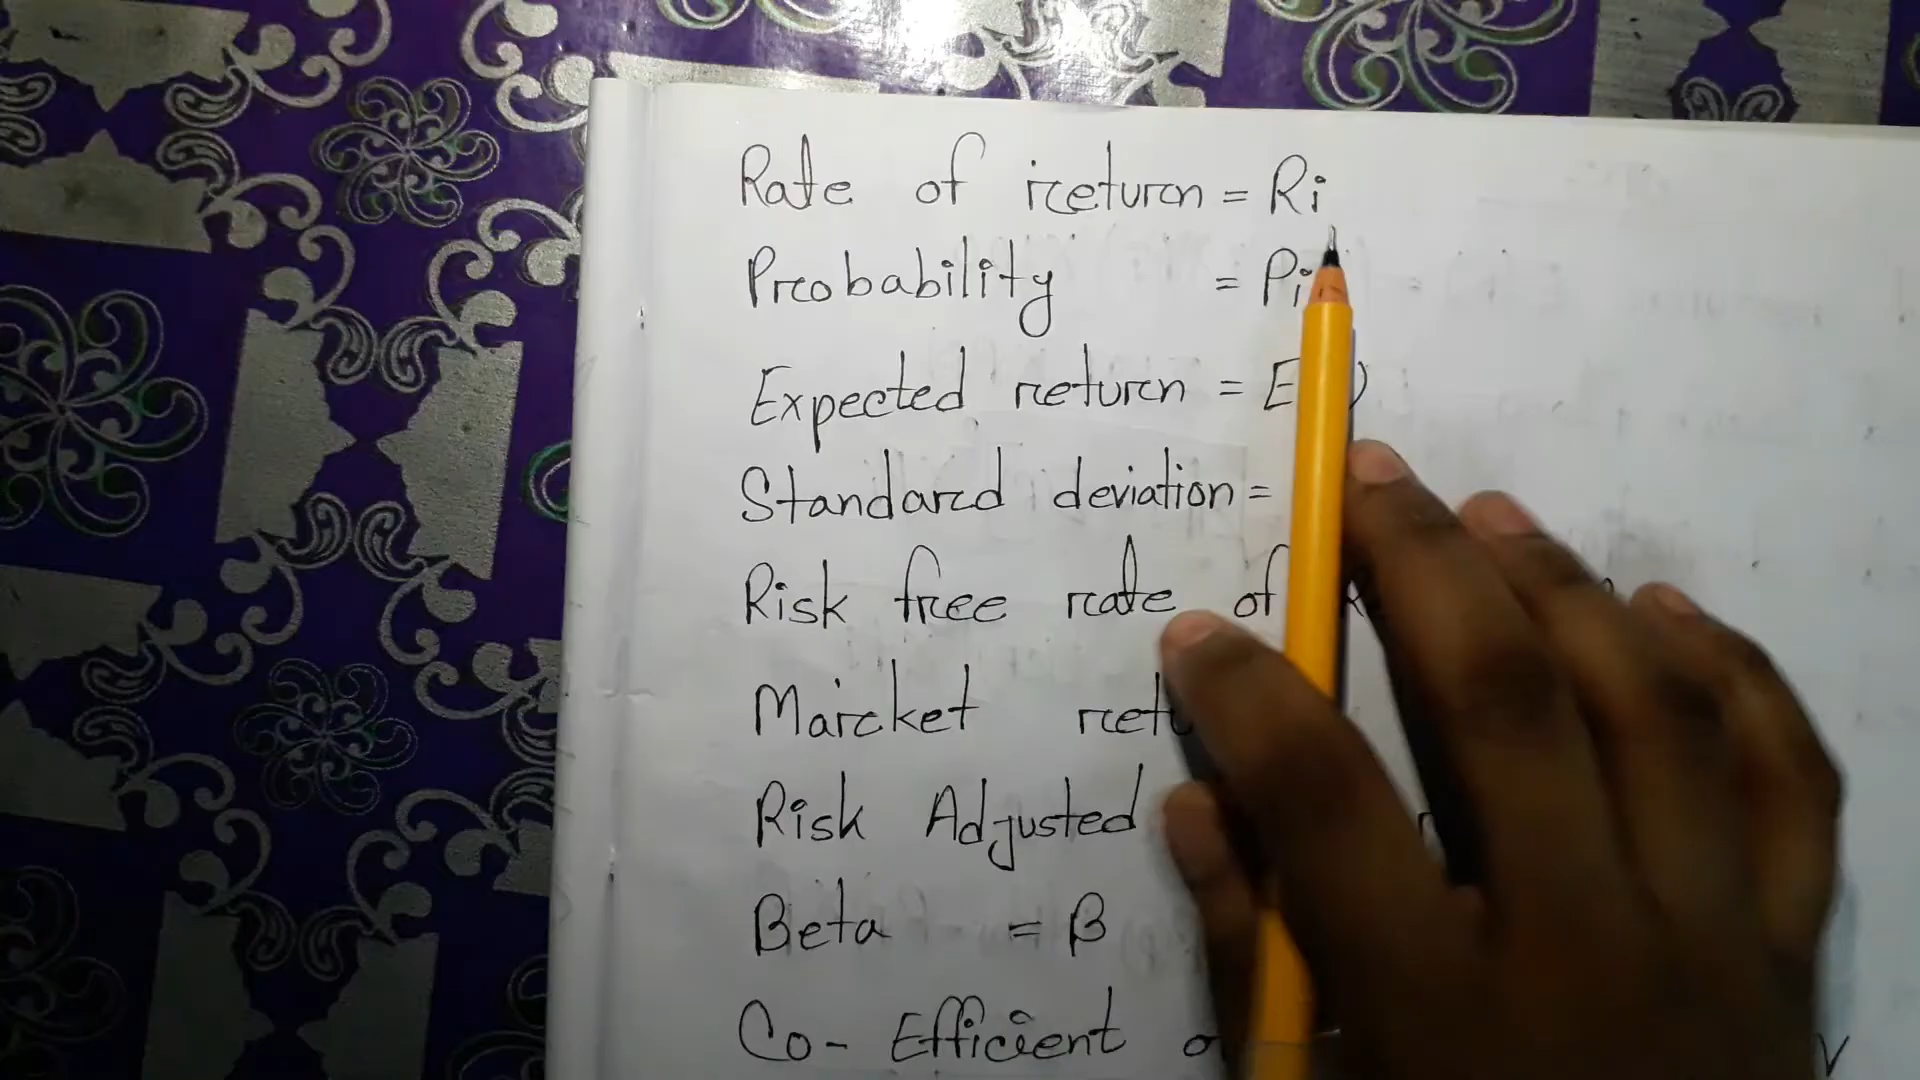 Rate of return = Ri
Probability = Pi
Expected return = E )
Standard deviation =
Risk free rate of
Market
Risk Adjusted
Beta = β
Co-Efficient